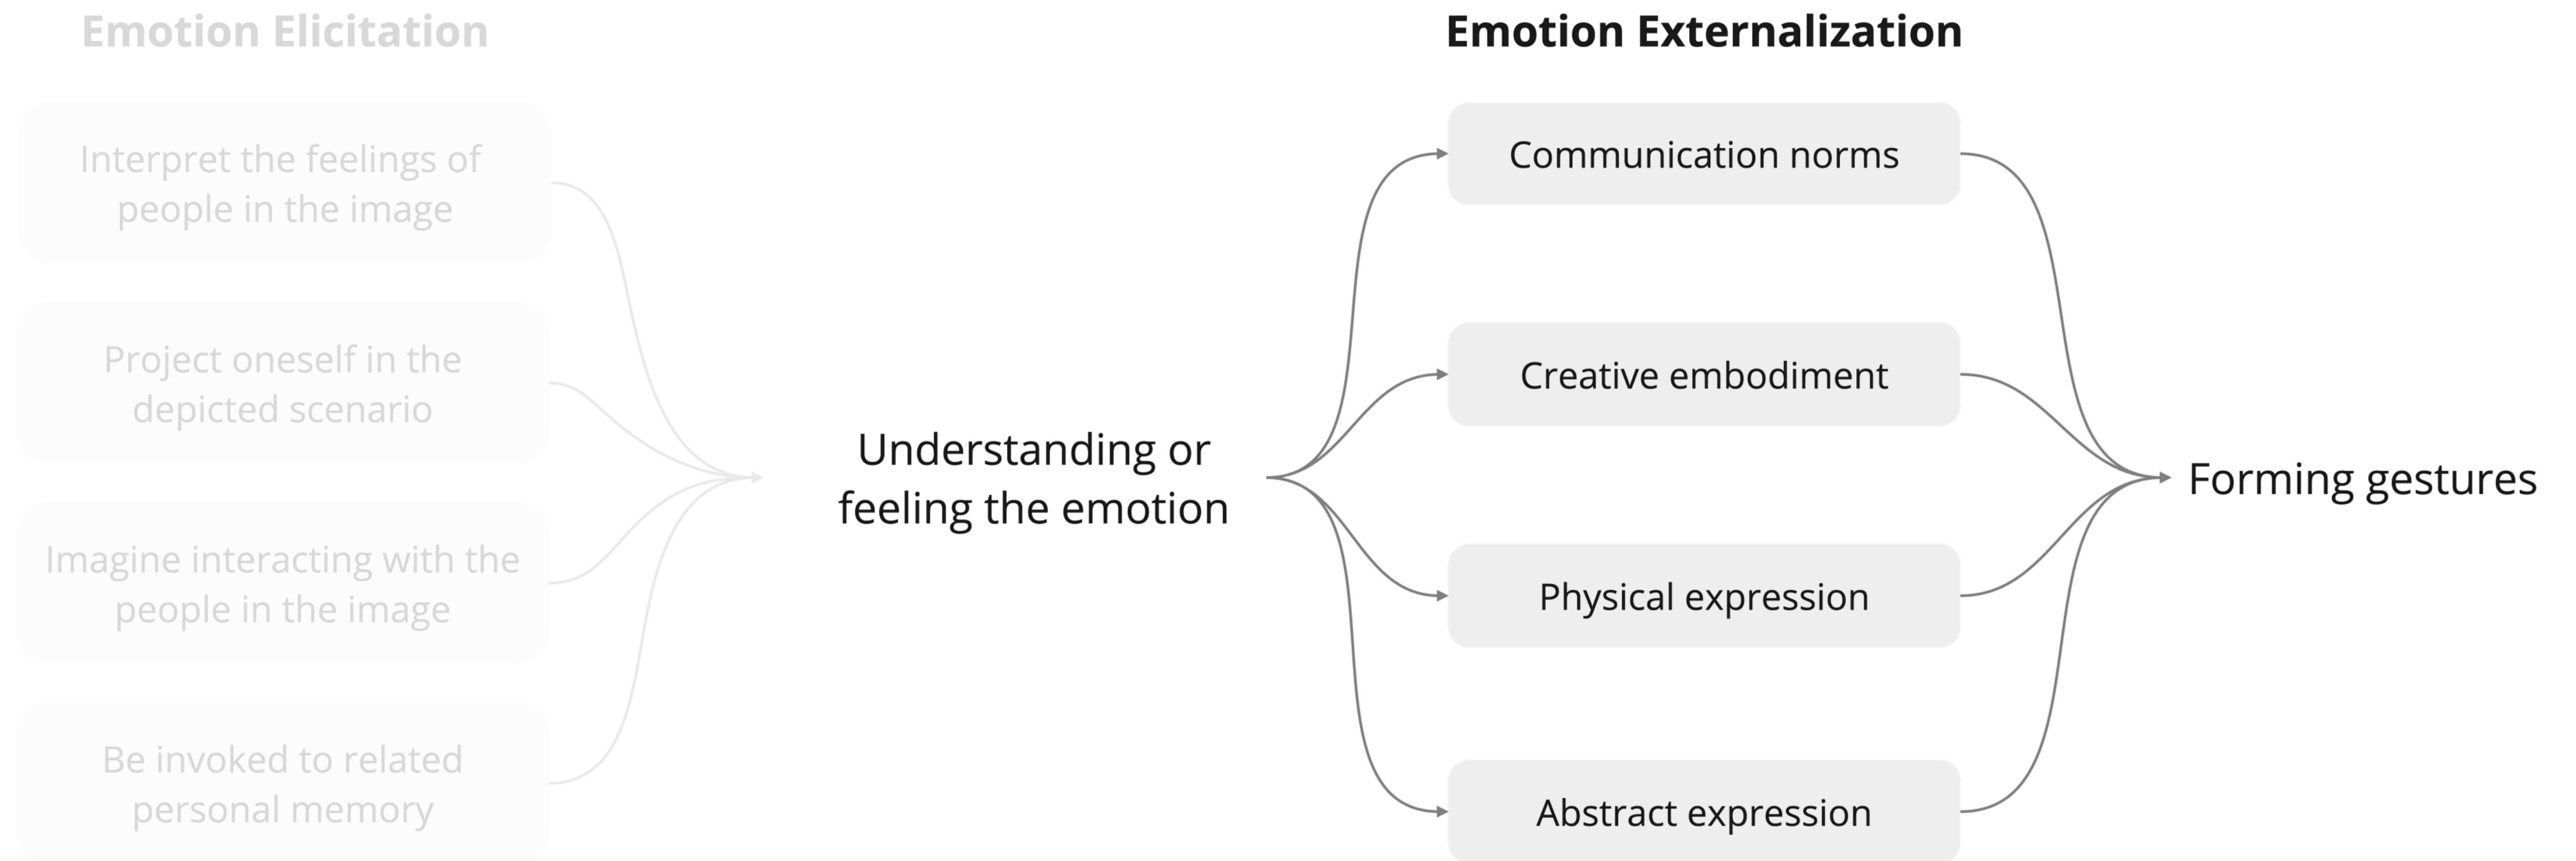 Emotion Elicitation
Interpret the feelings of
people in the image
Project oneself in the
depicted scenario
Imagine interacting with the
people in the image
Be invoked to related
personal memory
Understanding or
feeling the emotion
Emotion Externalization
Communication norms
Creative embodiment
Physical expression
Abstract expression
Forming gestures